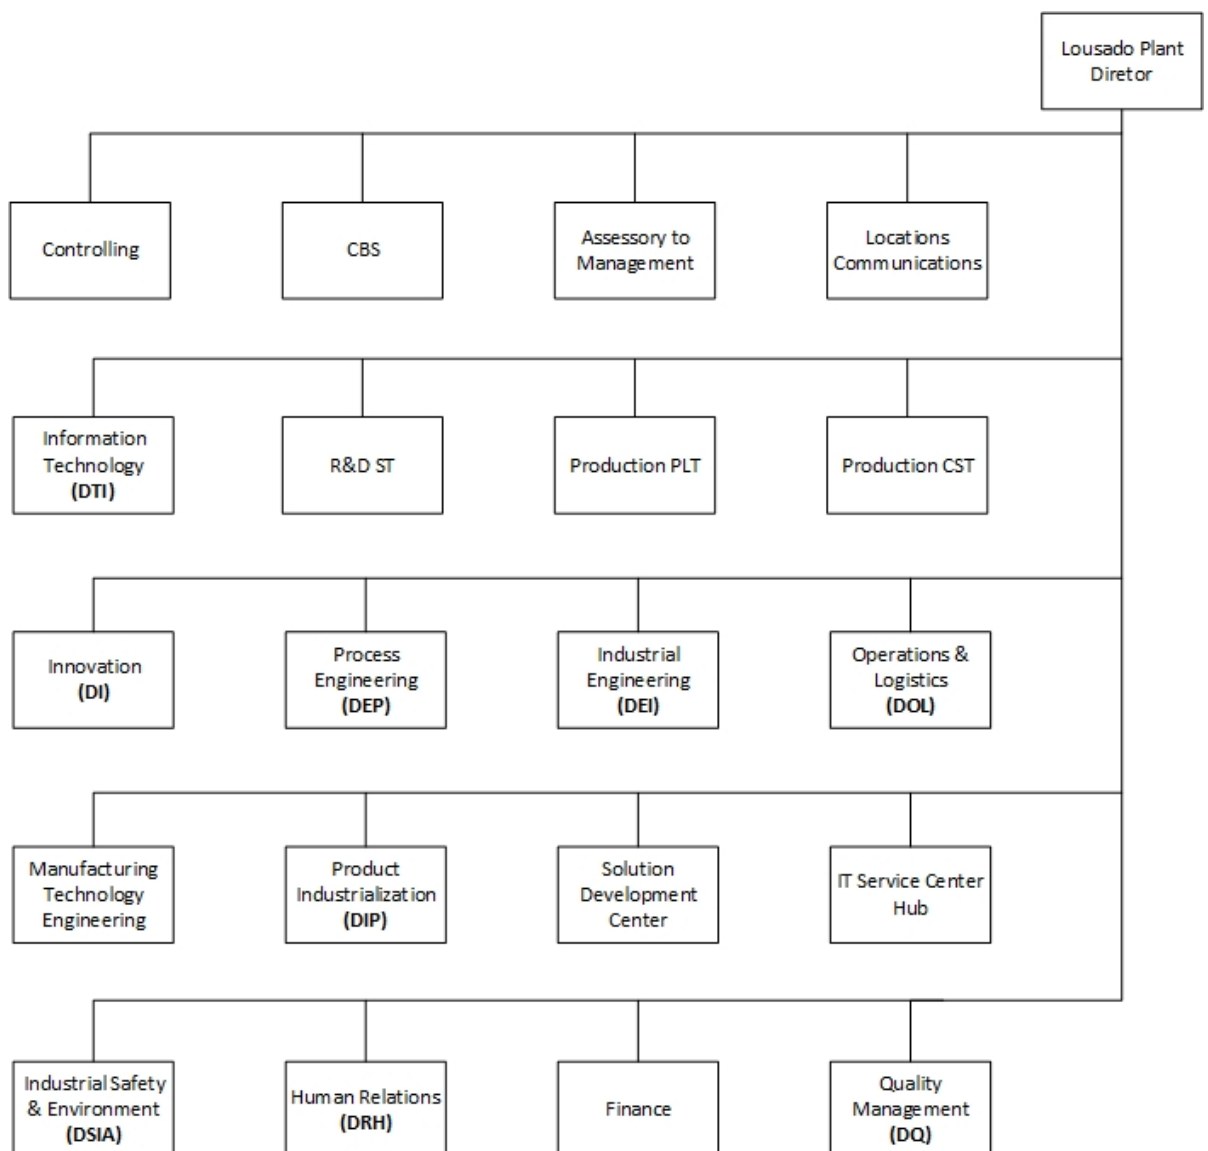 Lousado Plant
Diretor
Controlling
CBS
Assessory to
Management
Locations
Communications
Information
Technology
(DTI)
R&D ST
Production PLT
Production CST
Innovation
(DI)
Process
Engineering
(DEP)
Industrial
Engineering
(DEI)
Operations &
Logistics
(DOL)
Manufacturing
Technology
Engineering
Product
Industrialization
(DIP)
Solution
Development
Center
IT Service Center
Hub
Industrial Safety
& Environment
(DSIA)
Human Relations
(DRH)
Finance
Quality
Management
(DQ)